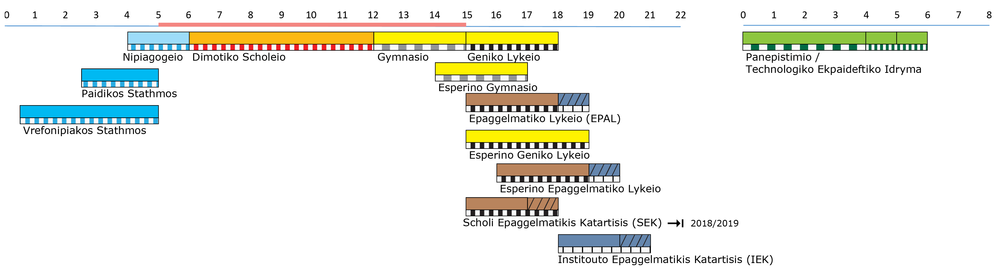 0 1 2 3 4 5 6 7 8 9 10 11 12 13 14 15 16 17 18 19 20 21 22 0 1 2 3 4 5 6 7 8
Nipiagogeio Dimotiko Scholeio Gymnasio Geniko Lykeio Panepistimio /
Technologiko Ekpaideftiko Idryma
Esperino Gymnasio
Paidikos Stathmos
Epaggelmatiko Lykeio (EPAL)
Vrefonipiakos Stathmos
Esperino Geniko Lykeio
Esperino Epaggelmatiko Lykeio
Scholi Epaggelmatikis Katartisis (SEK) 2018/2019
Institouto Epaggelmatikis Katartisis (IEK)